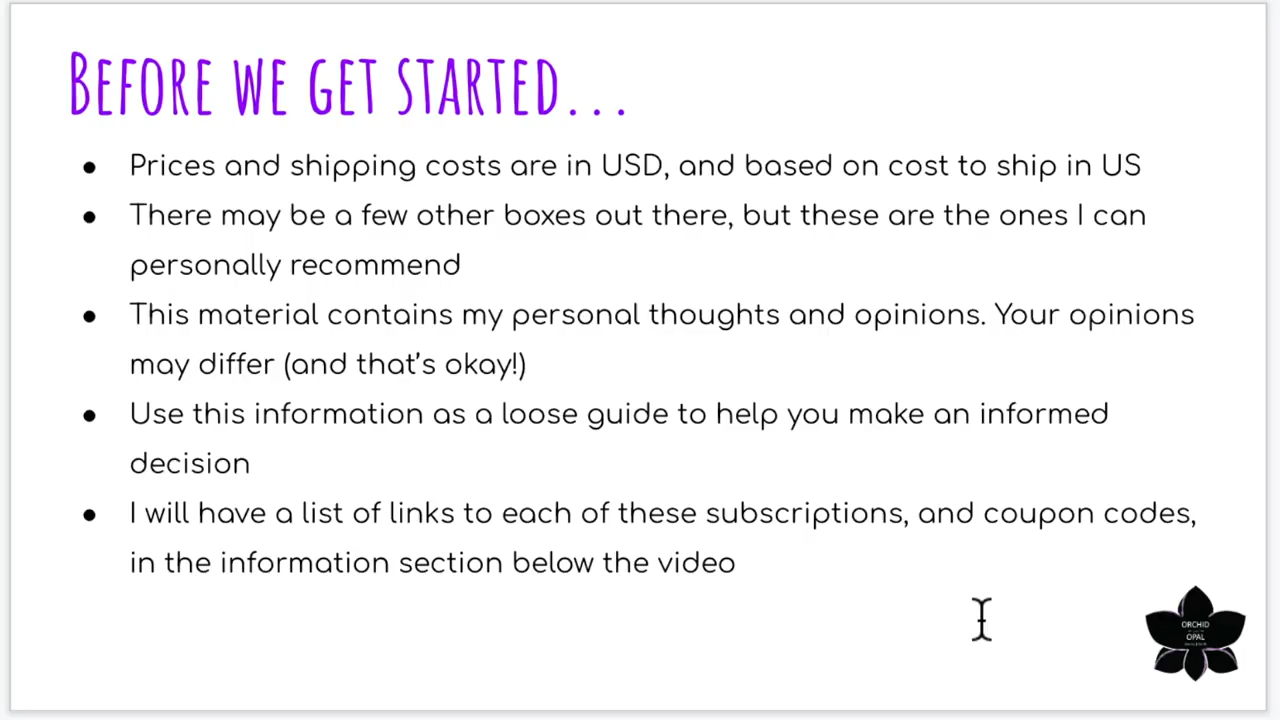 Before we get started...
● Prices and shipping costs are in USD, and based on cost to ship in US
● There may be a few other boxes out there, but these are the ones I can
personally recommend
● This material contains my personal thoughts and opinions. Your opinions
may differ (and that's okay!)
● Use this information as a loose guide to help you make an informed
decision
● I will have a list of links to each of these subscriptions, and coupon codes,
in the information section below the video
ORCHID
OPAL